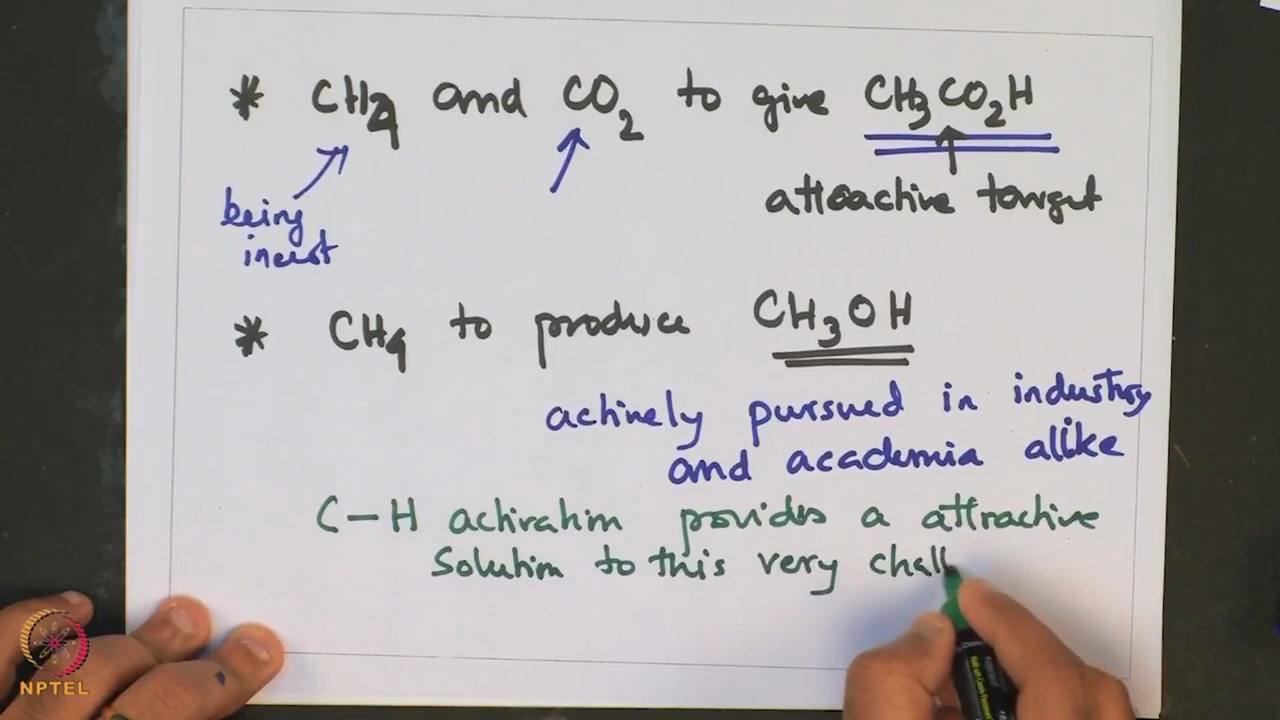 * CH4 and CO2 to give CH3CO2H
being
inert
attractive target
* CH4 to produce CH3OH
actively pursued in industry
and academia alike
C-H activation provides a attractive
solution to this very chall
NPTEL